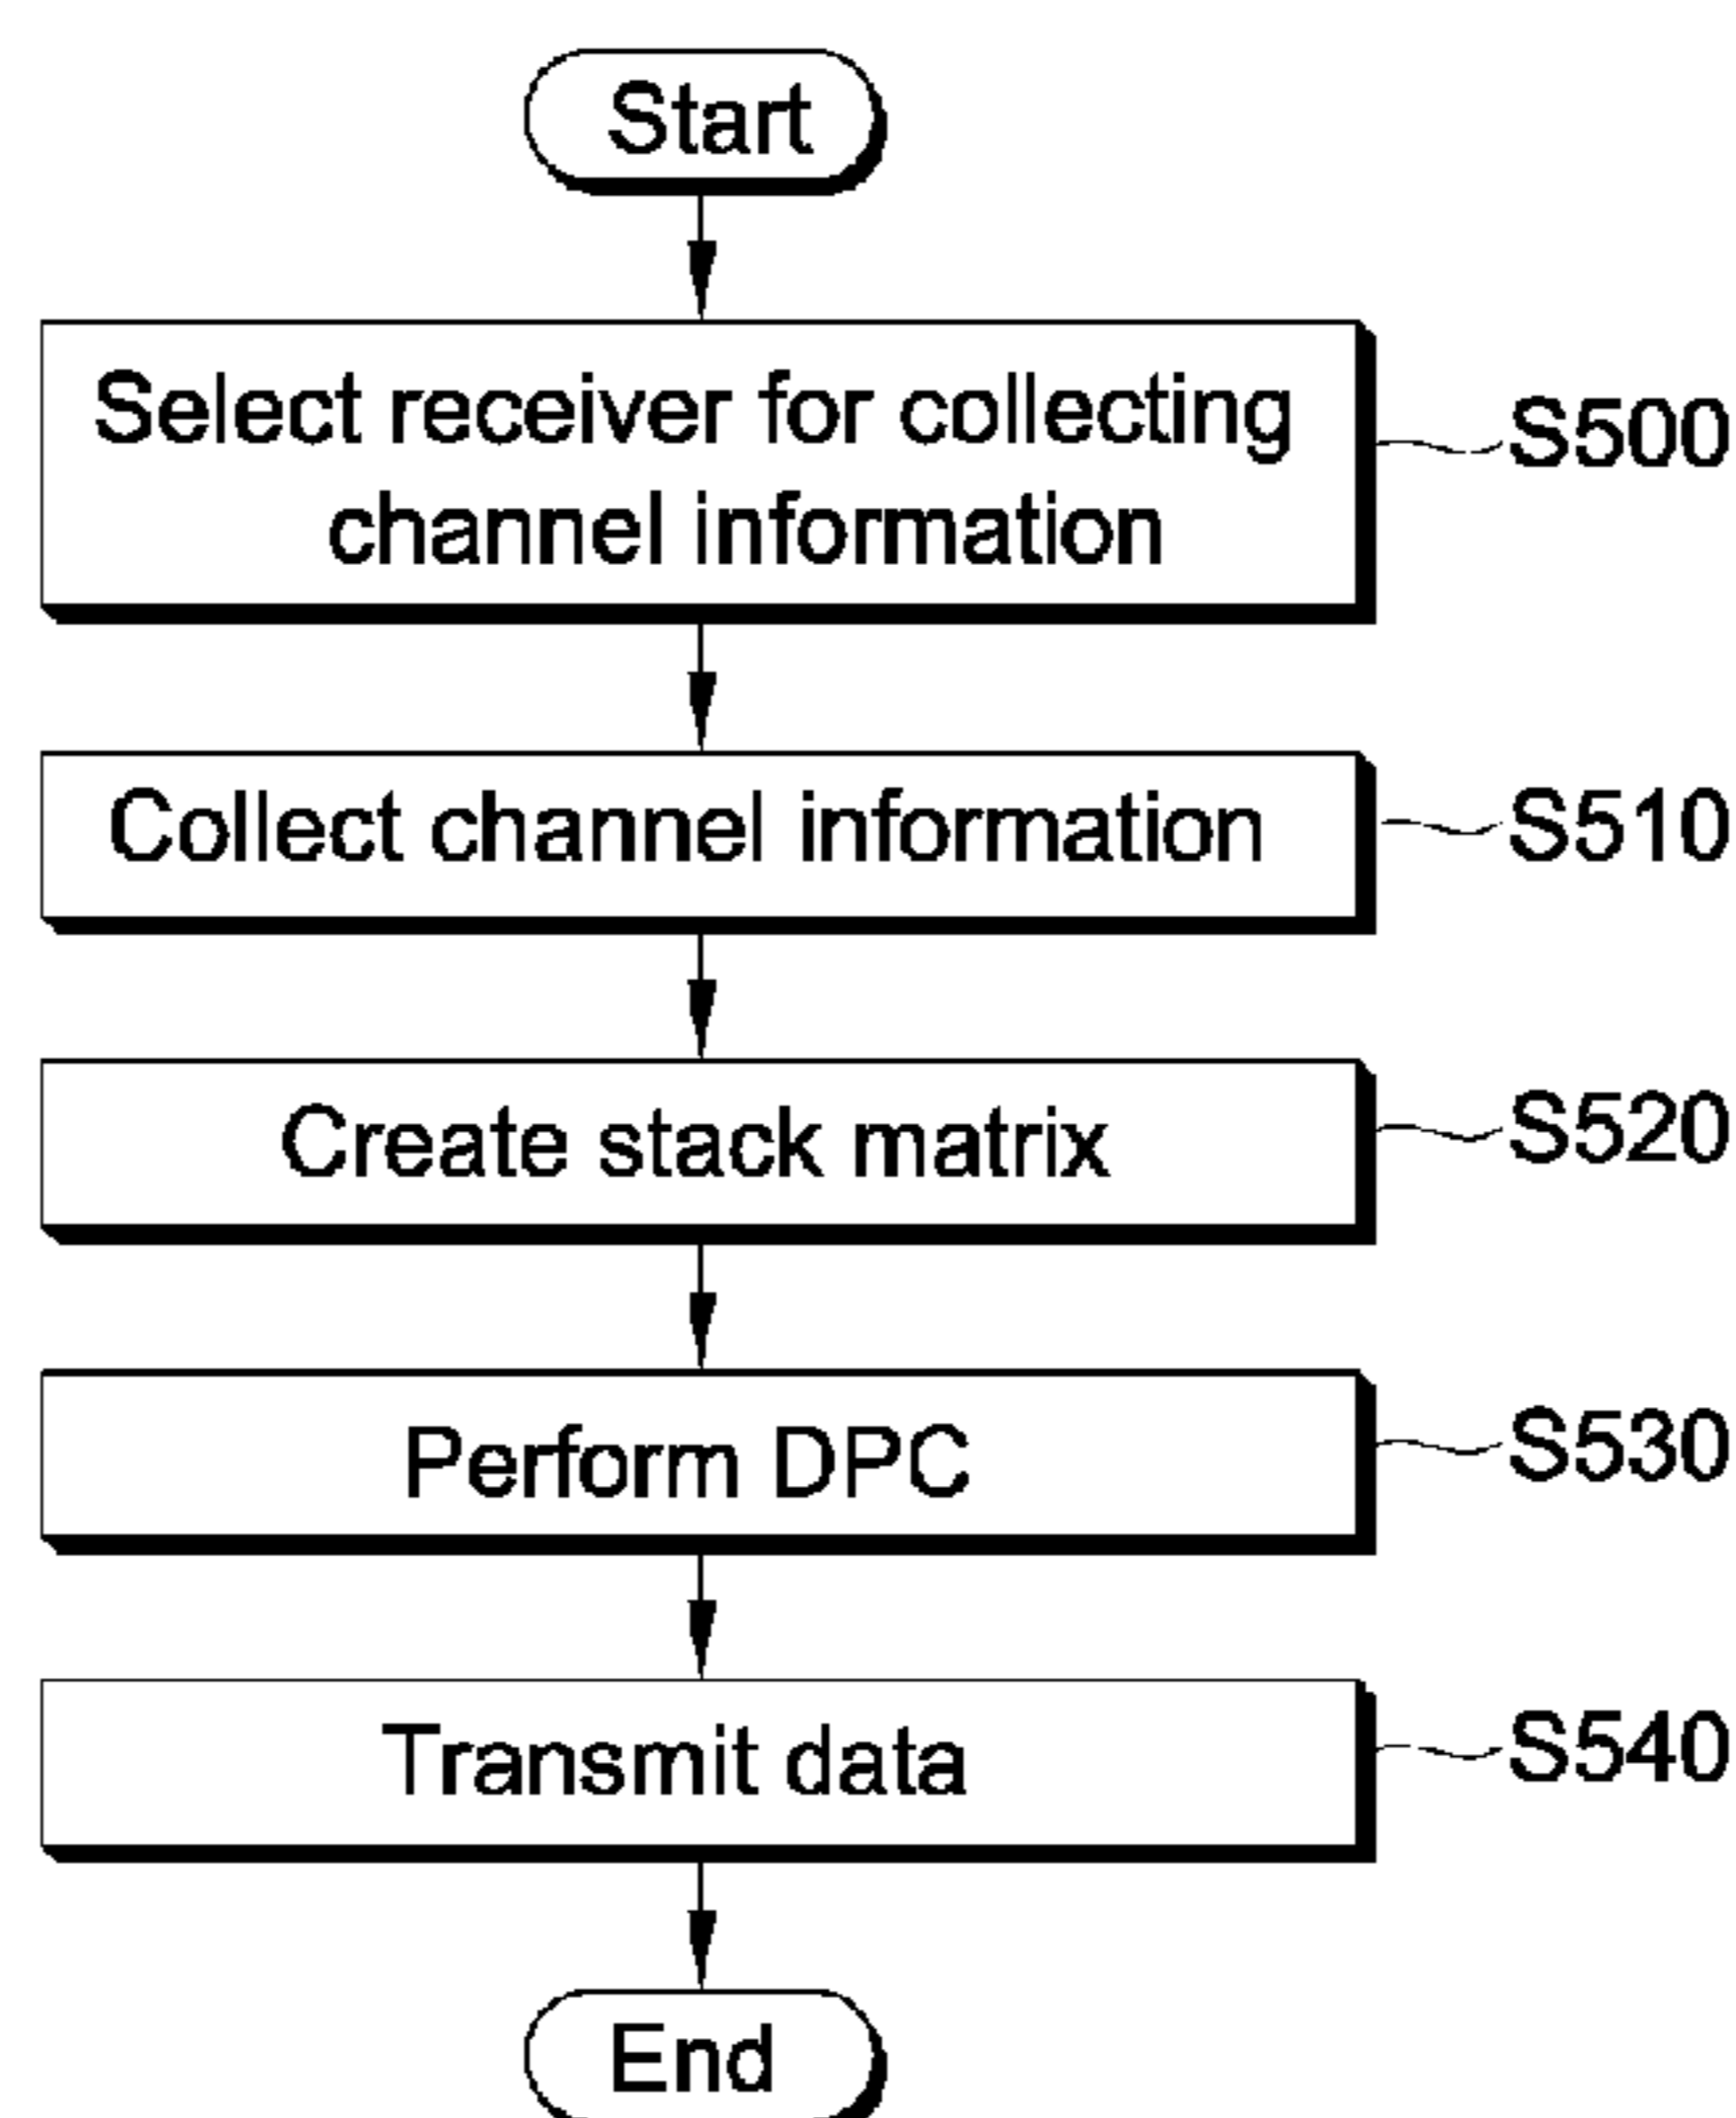 Start
Select receiver for collecting
channel information
S500
Collect channel information
S510
Create stack matrix
S520
Perform DPC
S530
Transmit data
S540
End